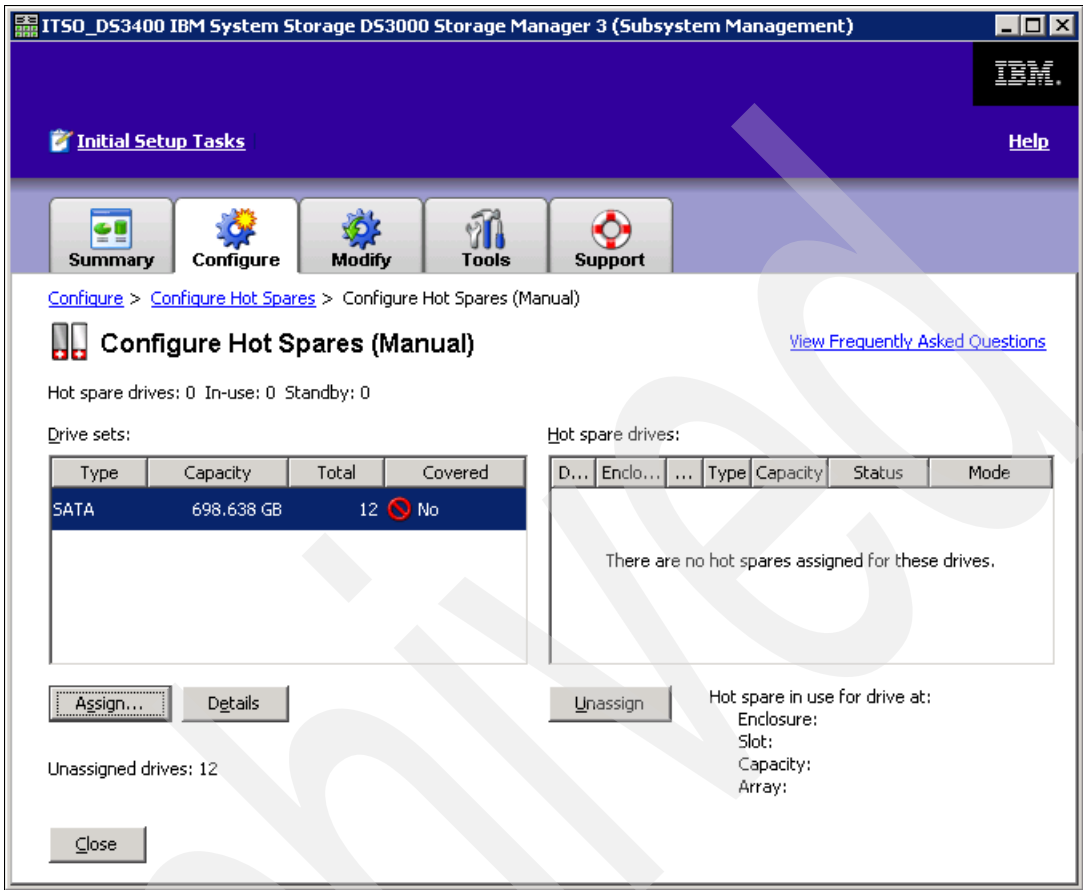 ITSO_DS3400 IBM System Storage DS3000 Storage Manager 3 (Subsystem Management)
IBM.
Initial Setup Tasks
Help
Summary Configure Modify Tools Support
Configure > Configure Hot Spares > Configure Hot Spares (Manual)
Configure Hot Spares (Manual)
View Frequently Asked Questions
Hot spare drives: 0 In-use: 0 Standby: 0
Drive sets:
Type Capacity Total Covered
SATA 698.638 GB 12 No
Hot spare drives:
D... Enclo... ... Type Capacity Status Mode
There are no hot spares assigned for these drives.
Assign... Details
Unassign
Hot spare in use for drive at:
Enclosure:
Slot:
Capacity:
Array:
Unassigned drives: 12
Close